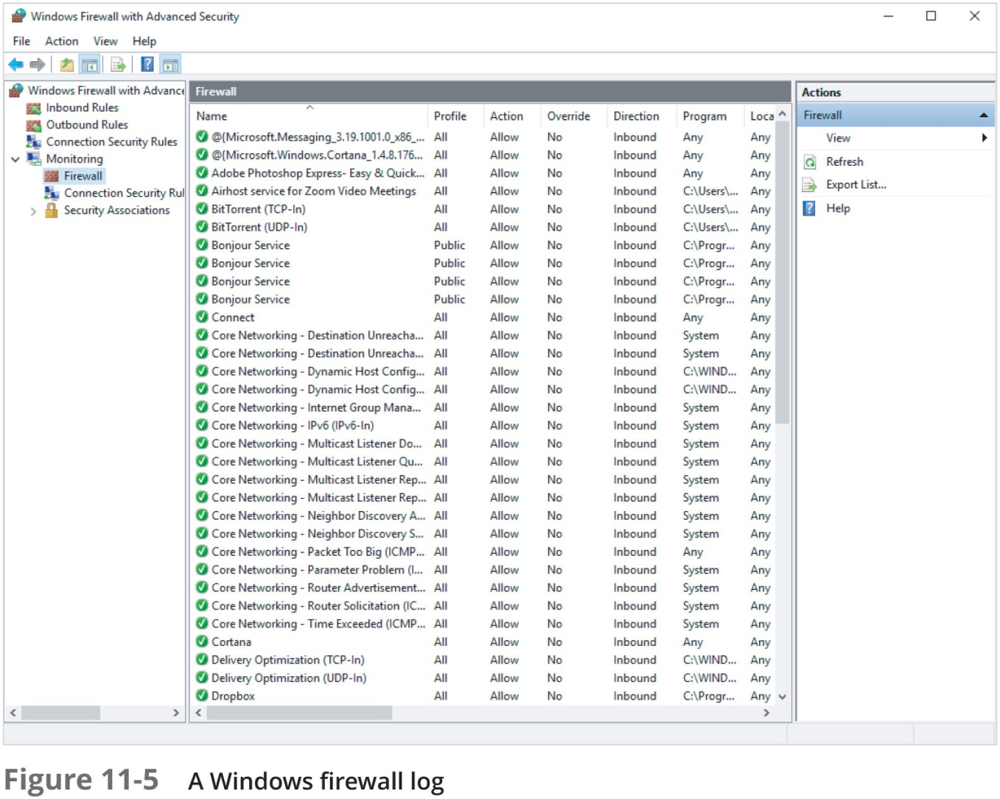 Windows Firewall with Advanced Security
File Action View Help
Windows Firewall with Advance
Inbound Rules
Outbound Rules
Connection Security Rules
Monitoring
Firewall
Connection Security Rul
Security Associations
Firewall
Name Profile Action Override Direction Program Loca
@{Microsoft.Messaging_3.19.1001.0_x86_... All Allow No Inbound Any Any
@{Microsoft.Windows.Cortana_1.4.8.176... All Allow No Inbound Any Any
Adobe Photoshop Express- Easy & Quick... All Allow No Inbound Any Any
Airhost service for Zoom Video Meetings All Allow No Inbound C:\Users\... Any
BitTorrent (TCP-In) All Allow No Inbound C:\Users\... Any
BitTorrent (UDP-In) All Allow No Inbound C:\Users\... Any
Bonjour Service Public Allow No Inbound C:\Progr... Any
Bonjour Service Public Allow No Inbound C:\Progr... Any
Bonjour Service Public Allow No Inbound C:\Progr... Any
Bonjour Service Public Allow No Inbound C:\Progr... Any
Connect All Allow No Inbound Any Any
Core Networking - Destination Unreacha... All Allow No Inbound System Any
Core Networking - Destination Unreacha... All Allow No Inbound System Any
Core Networking - Dynamic Host Config... All Allow No Inbound C:\WIND... Any
Core Networking - Dynamic Host Config... All Allow No Inbound C:\WIND... Any
Core Networking - Internet Group Mana... All Allow No Inbound System Any
Core Networking - IPv6 (IPv6-In) All Allow No Inbound System Any
Core Networking - Multicast Listener Do... All Allow No Inbound System Any
Core Networking - Multicast Listener Qu... All Allow No Inbound System Any
Core Networking - Multicast Listener Rep... All Allow No Inbound System Any
Core Networking - Multicast Listener Rep... All Allow No Inbound System Any
Core Networking - Neighbor Discovery A... All Allow No Inbound System Any
Core Networking - Neighbor Discovery S... All Allow No Inbound System Any
Core Networking - Packet Too Big (ICMP... All Allow No Inbound Any Any
Core Networking - Parameter Problem (I... All Allow No Inbound System Any
Core Networking - Router Advertisement... All Allow No Inbound System Any
Core Networking - Router Solicitation (IC... All Allow No Inbound System Any
Core Networking - Time Exceeded (ICMP... All Allow No Inbound System Any
Cortana All Allow No Inbound Any Any
Delivery Optimization (TCP-In) All Allow No Inbound C:\WIND... Any
Delivery Optimization (UDP-In) All Allow No Inbound C:\WIND... Any
Dropbox All Allow No Inbound C:\Progr... Any
Actions
Firewall
View
Refresh
Export List...
Help
Figure 11-5 A Windows firewall log